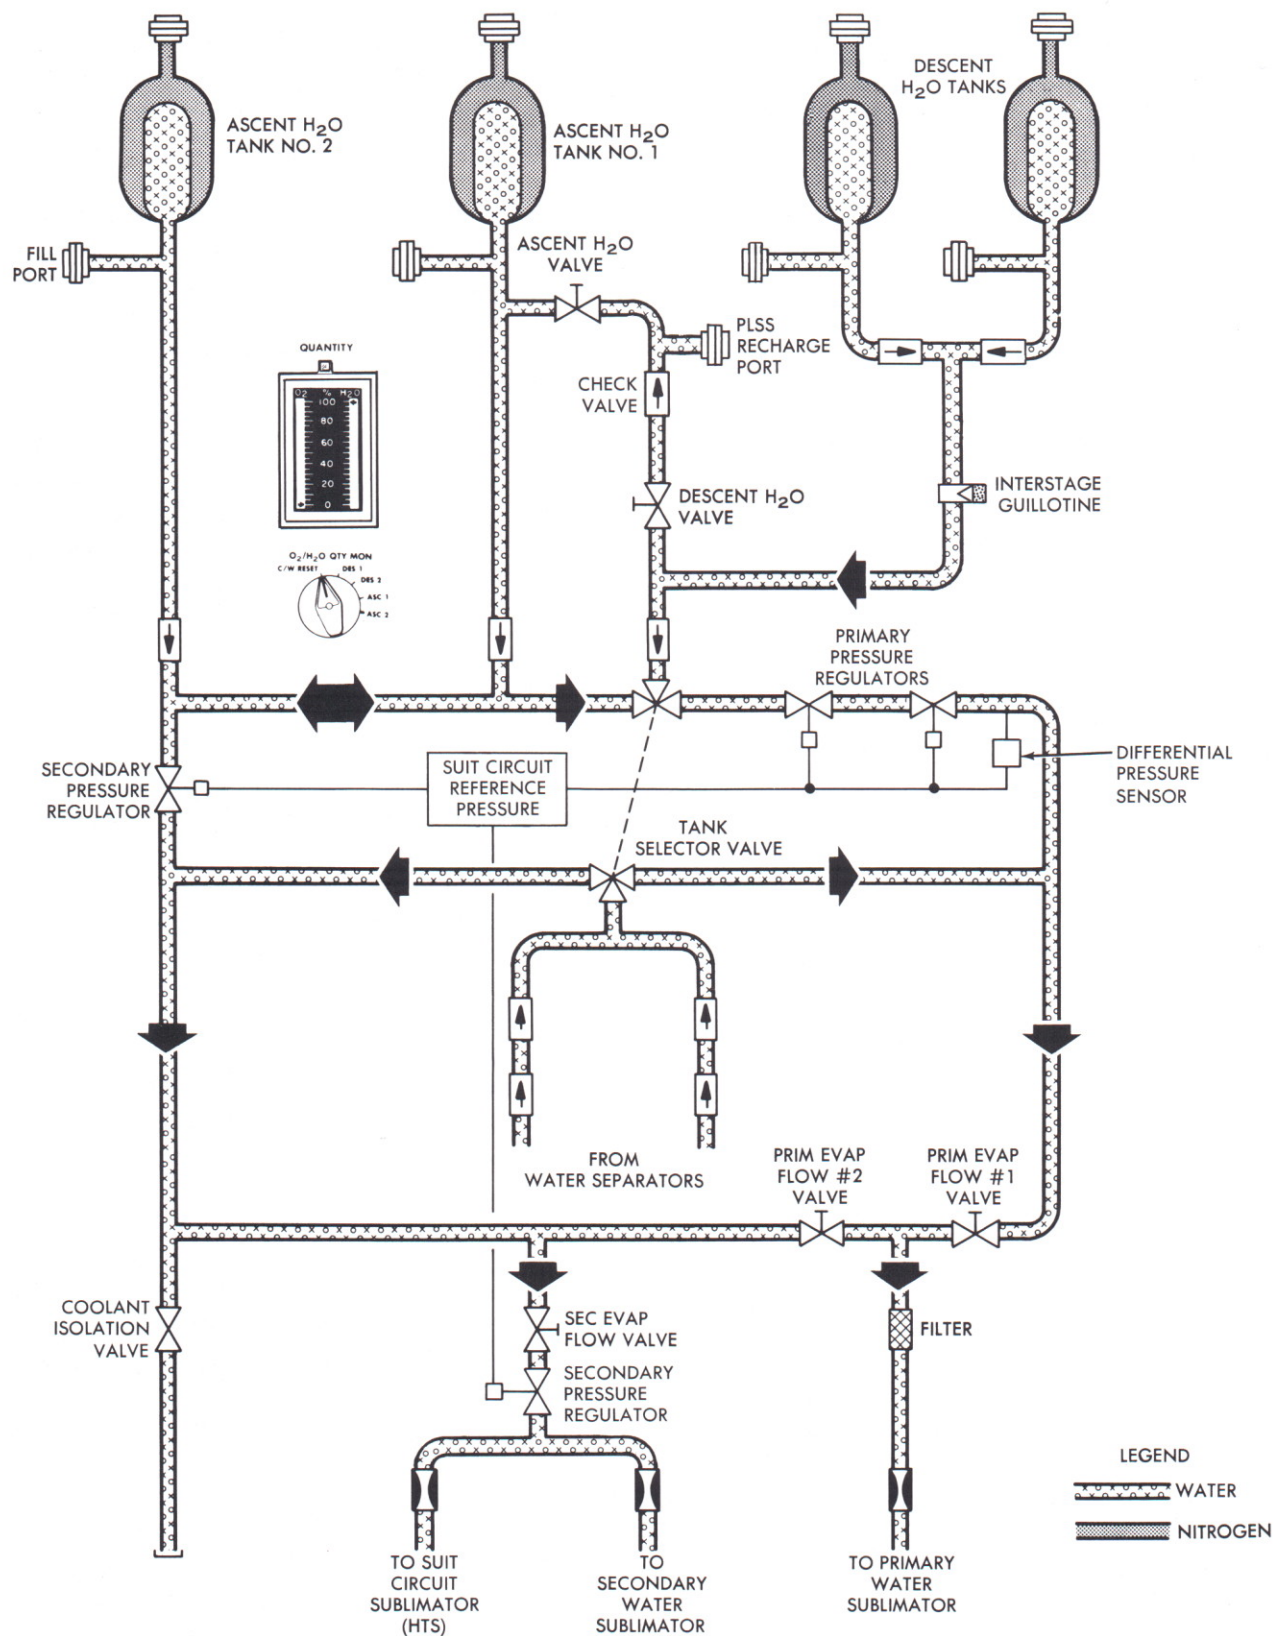 ASCENT H2O
TANK NO. 2
ASCENT H2O
TANK NO. 1
DESCENT
H2O TANKS
FILL
PORT
ASCENT H2O
VALVE
PLSS
RECHARGE
PORT
CHECK
VALVE
QUANTITY
O2 % H2O
100
80
60
40
20
0
DESCENT H2O
VALVE
INTERSTAGE
GUILLOTINE
O2/H2O QTY MON
C/W RESET
DES 1
DES 2
ASC 1
ASC 2
PRIMARY
PRESSURE
REGULATORS
SECONDARY
PRESSURE
REGULATOR
SUIT CIRCUIT
REFERENCE
PRESSURE
DIFFERENTIAL
PRESSURE
SENSOR
TANK
SELECTOR VALVE
FROM
WATER SEPARATORS
PRIM EVAP
FLOW #2
VALVE
PRIM EVAP
FLOW #1
VALVE
COOLANT
ISOLATION
VALVE
SEC EVAP
FLOW VALVE
FILTER
SECONDARY
PRESSURE
REGULATOR
LEGEND
WATER
NITROGEN
TO SUIT
CIRCUIT
SUBLIMATOR
(HTS)
TO
SECONDARY
WATER
SUBLIMATOR
TO PRIMARY
WATER
SUBLIMATOR